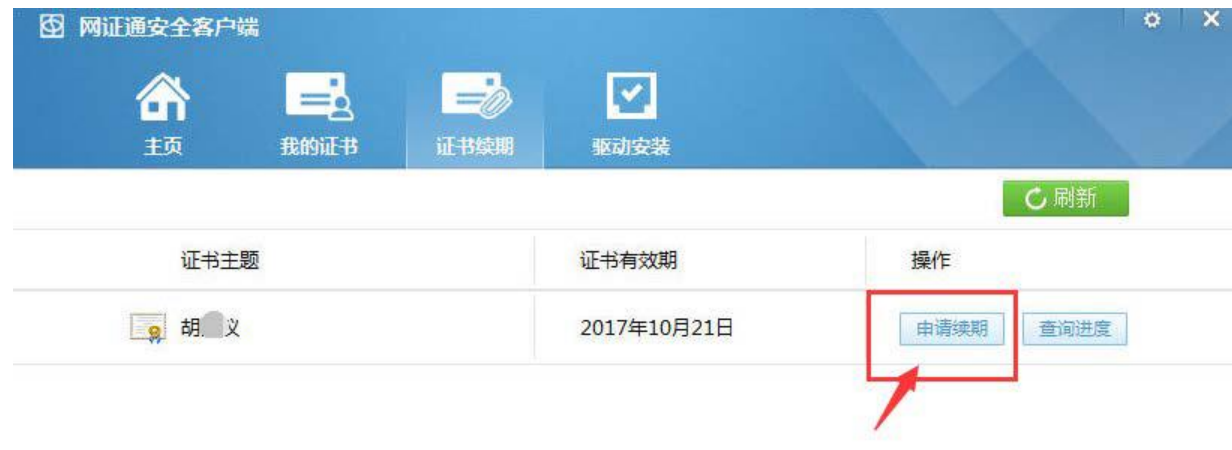 网证通安全客户端
主页 我的证书 证书续期 驱动安装
刷新
证书主题 证书有效期 操作
胡 义 2017年10月21日 申请续期 查询进度